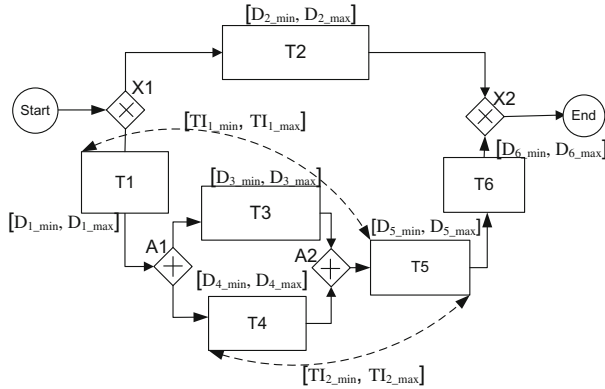 [D2_min, D2_max]
T2
X1
Start
X2
End
[TI1_min, TI1_max]
[D6_min, D6_max]
T1
T6
[D3_min, D3_max]
T3
[D1_min, D1_max]
[D5_min, D5_max]
A1
A2
T5
[D4_min, D4_max]
T4
[TI2_min, TI2_max]